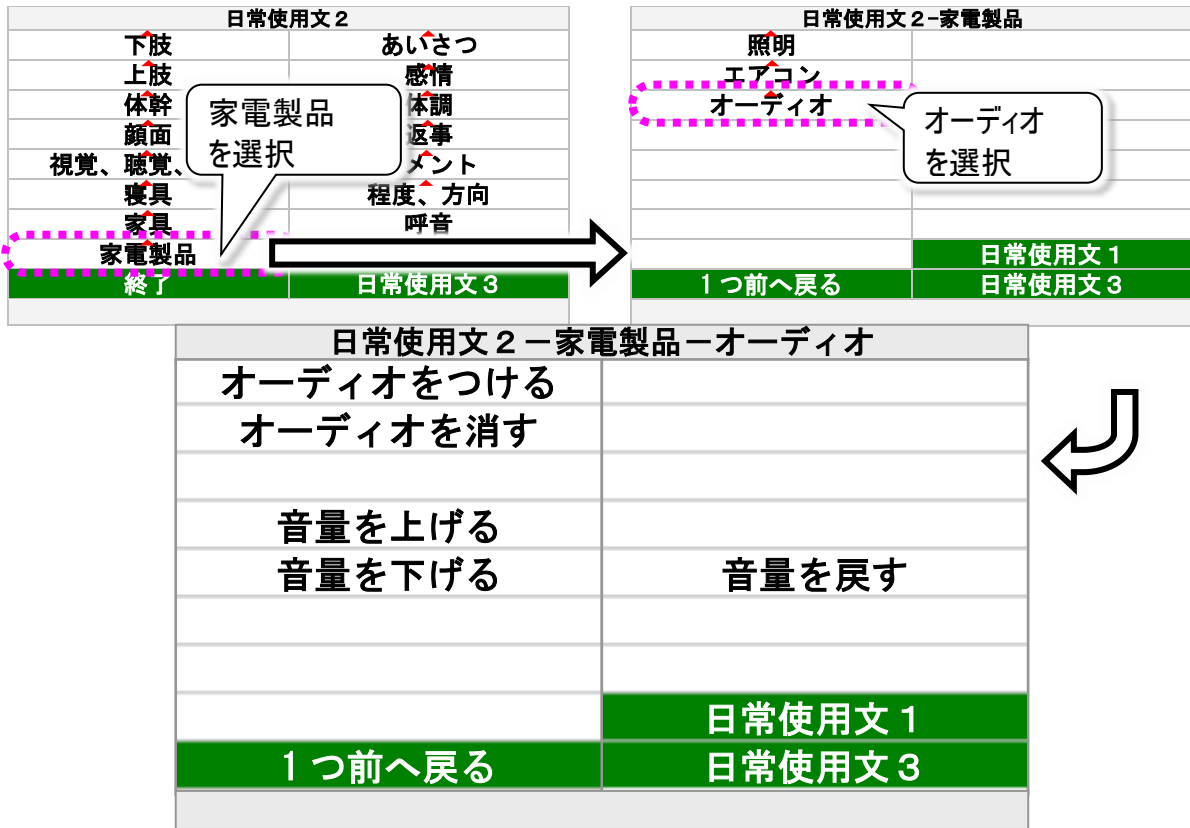 日常使用文２
下肢 あいさつ
上肢 感情
体幹 体調
顔面 返事
視覚、聴覚、 メント
寝具 程度、方向
家具 呼音
家電製品
終了 日常使用文３
家電製品
を選択
日常使用文２-家電製品
照明
エアコン
オーディオ
日常使用文１
１つ前へ戻る 日常使用文３
オーディオ
を選択
日常使用文２－家電製品－オーディオ
オーディオをつける
オーディオを消す
音量を上げる
音量を下げる 音量を戻す
日常使用文１
１つ前へ戻る 日常使用文３